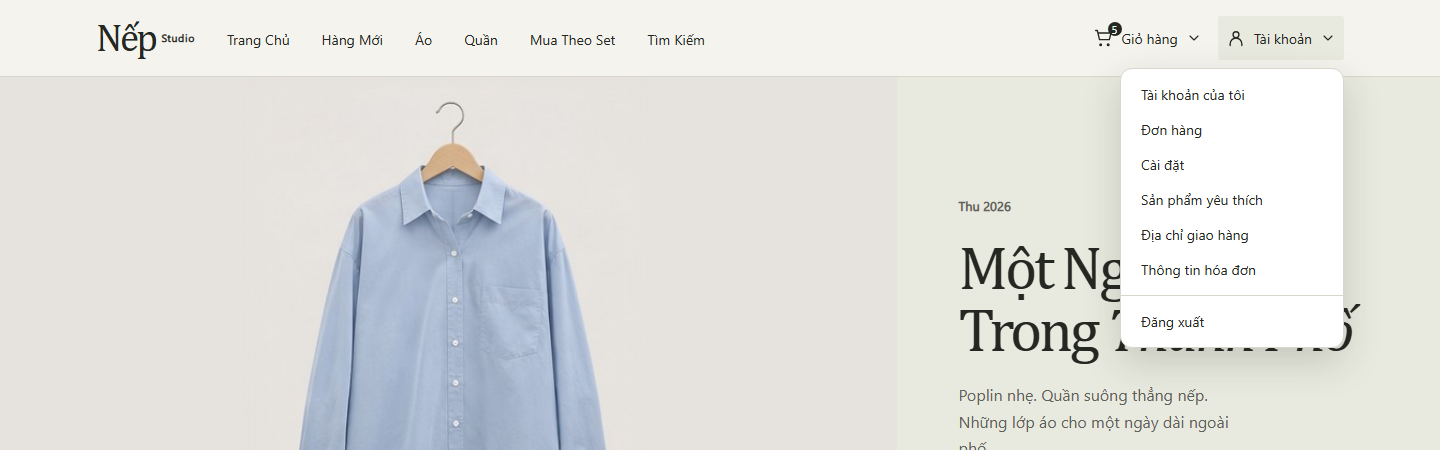 Nếp Studio
Trang Chủ
Hàng Mới
Áo
Quần
Mua Theo Set
Tìm Kiếm
5
Giỏ hàng
Tài khoản
Tài khoản của tôi
Đơn hàng
Cài đặt
Sản phẩm yêu thích
Địa chỉ giao hàng
Thông tin hóa đơn
Đăng xuất
Thu 2026
Một
Trong
Poplin nhẹ. Quần suông thẳng nếp.
Những lớp áo cho một ngày dài ngoài
phố